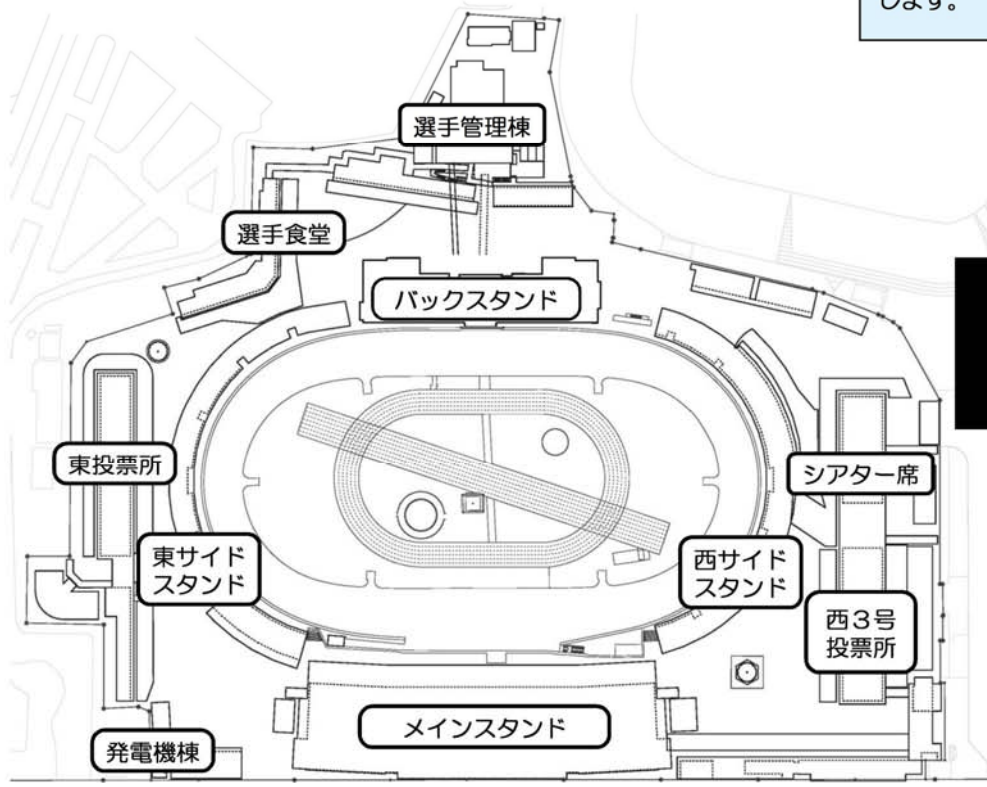 します。
選手管理棟
選手食堂
バックスタンド
東投票所
シアター席
東サイド
スタンド
西サイド
スタンド
西3号
投票所
メインスタンド
発電機棟